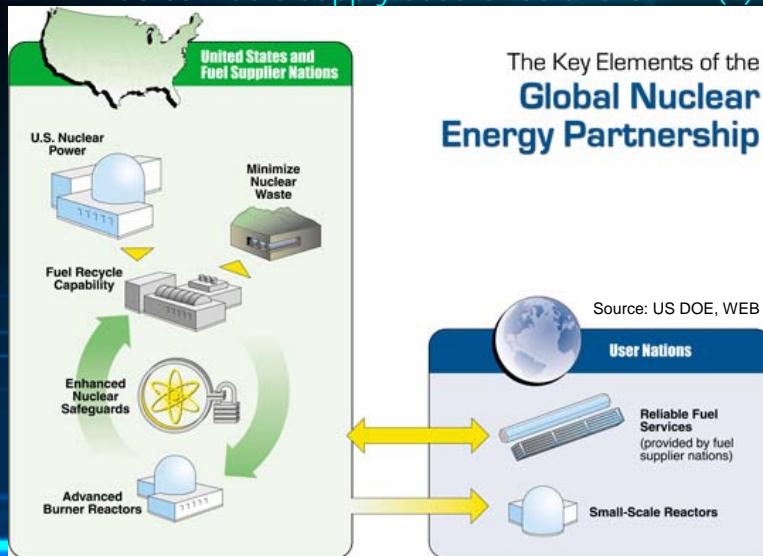 United States and
Fuel Supplier Nations
The Key Elements of the
Global Nuclear
Energy Partnership
U.S. Nuclear
Power
Minimize
Nuclear
Waste
Fuel Recycle
Capability
Source: US DOE, WEB
User Nations
Enhanced
Nuclear
Safeguards
Reliable Fuel
Services
(provided by fuel
supplier nations)
Advanced
Burner Reactors
Small-Scale Reactors